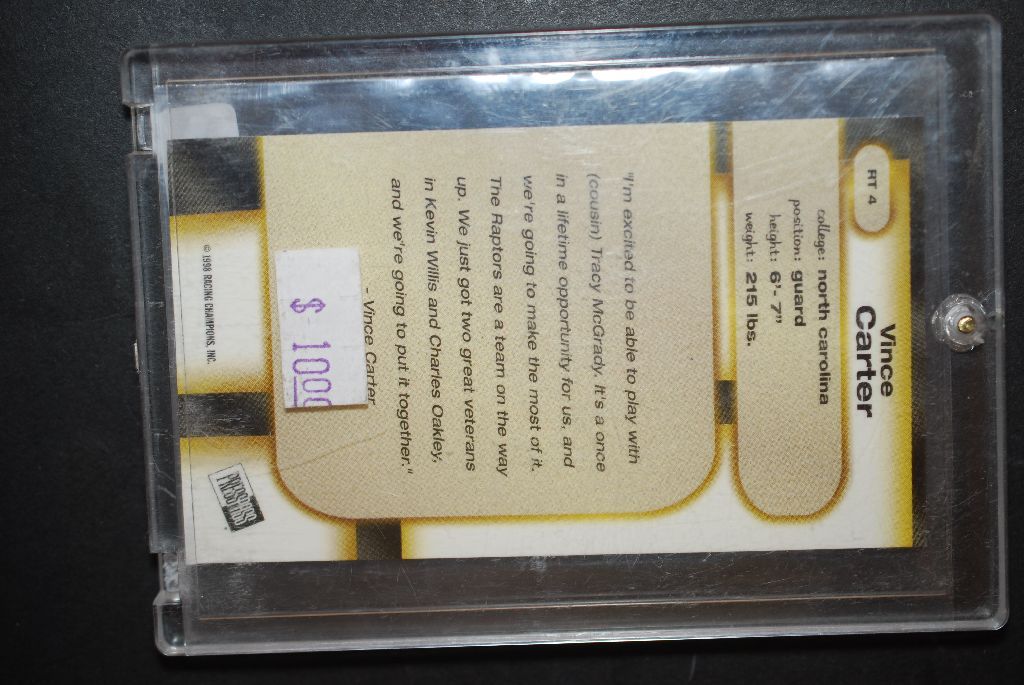 RT 4
Vince
Carter
college: north carolina
position: guard
height: 6'- 7"
weight: 215 lbs.
"I'm excited to be able to play with
(cousin) Tracy McGrady. It's a once
in a lifetime opportunity for us, and
we're going to make the most of it.
The Raptors are a team on the way
up. We just got two great veterans
in Kevin Willis and Charles Oakley,
and we're going to put it together."
- Vince Carter
$ 1000
© 1998 RACING CHAMPIONS, INC.